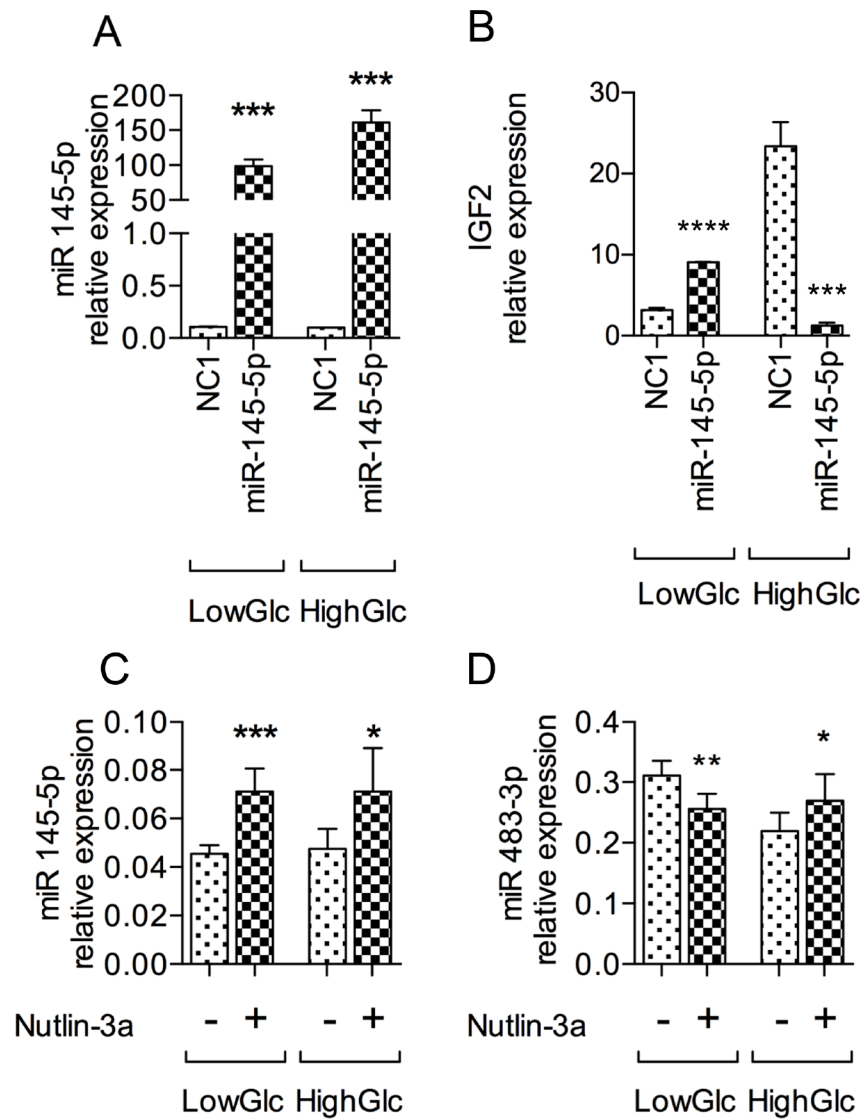 A
miR 145-5p
relative expression
200
150
100
50
1.0
0.5
0.0
***
***
NC1
miR-145-5p
NC1
miR-145-5p
LowGlc HighGlc
B
IGF2
relative expression
30
20
10
0
****
***
NC1
miR-145-5p
NC1
miR-145-5p
LowGlc HighGlc
C
miR 145-5p
relative expression
0.10
0.08
0.06
0.04
0.02
0.00
***
*
Nutlin-3a - + - +
LowGlc HighGlc
D
miR 483-3p
relative expression
0.4
0.3
0.2
0.1
0.0
**
*
Nutlin-3a - + - +
LowGlc HighGlc